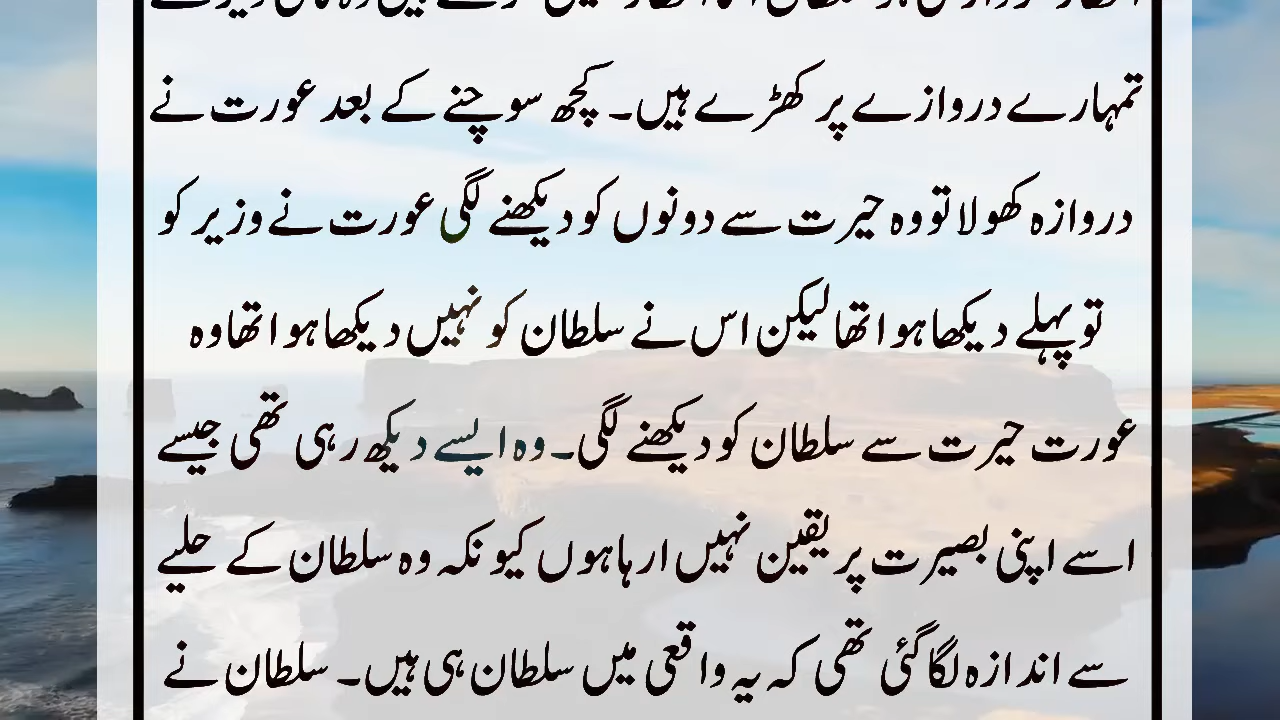 تمہارے دروازے پر کھڑے ہیں۔ کچھ سوچنے کے بعد عورت نے
دروازہ کھولا تو وہ حیرت سے دونوں کو دیکھنے لگی عورت نے وزیر کو
تو پہلے دیکھا ہوا تھا لیکن اس نے سلطان کو نہیں دیکھا ہوا تھا وہ
عورت حیرت سے سلطان کو دیکھنے لگی۔ وہ ایسے دیکھ رہی تھی جیسے
اسے اپنی بصیرت پر یقین نہیں ارہا ہوں کیونکہ وہ سلطان کے حلیے
سے اندازہ لگا گئی تھی کہ یہ واقعی میں سلطان ہی ہیں۔ سلطان نے